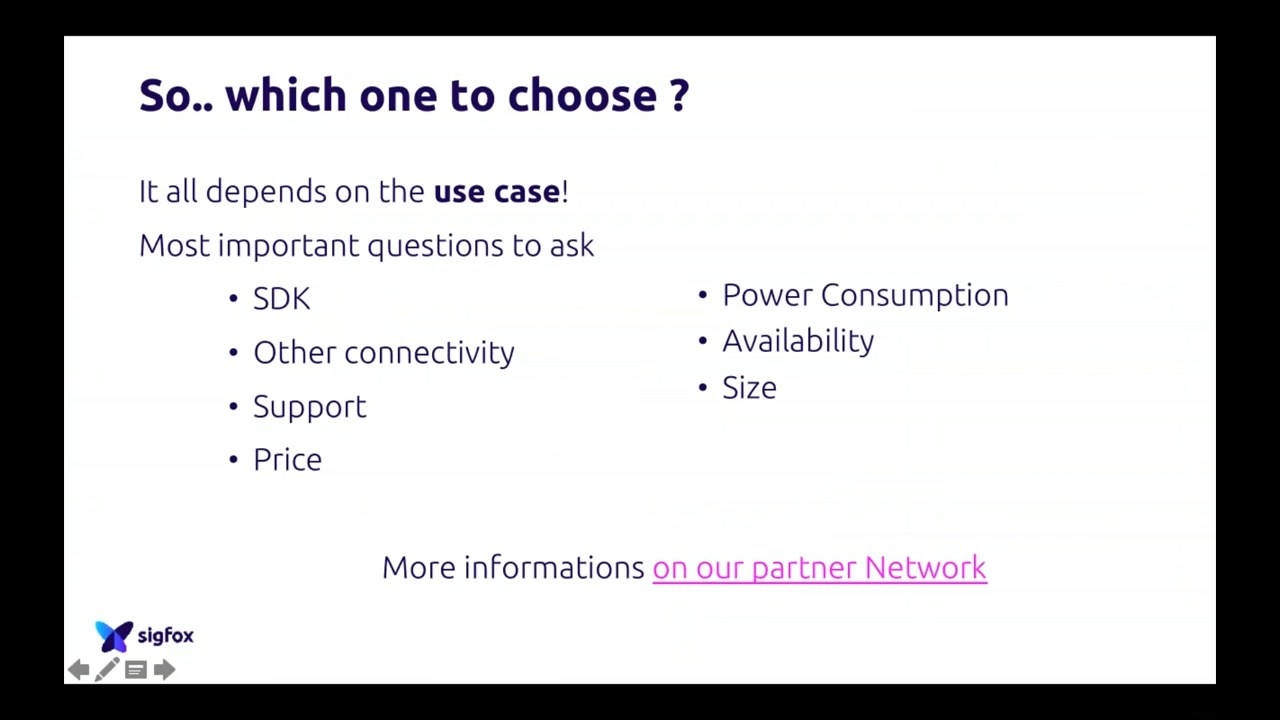 So.. which one to choose ?
It all depends on the use case!
Most important questions to ask
• SDK
• Other connectivity
• Support
• Price
• Power Consumption
• Availability
• Size
More informations on our partner Network
sigfox